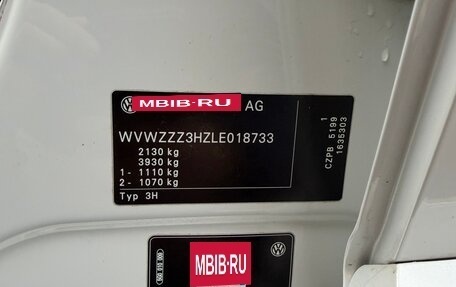 MBIB-RU AG
WVWZZZ3HZLE018733
2130 kg
3930 kg
1 - 1110 kg
2 - 1070 kg
Typ 3H
1
CZPB 5199
1635303
MBIB-RU